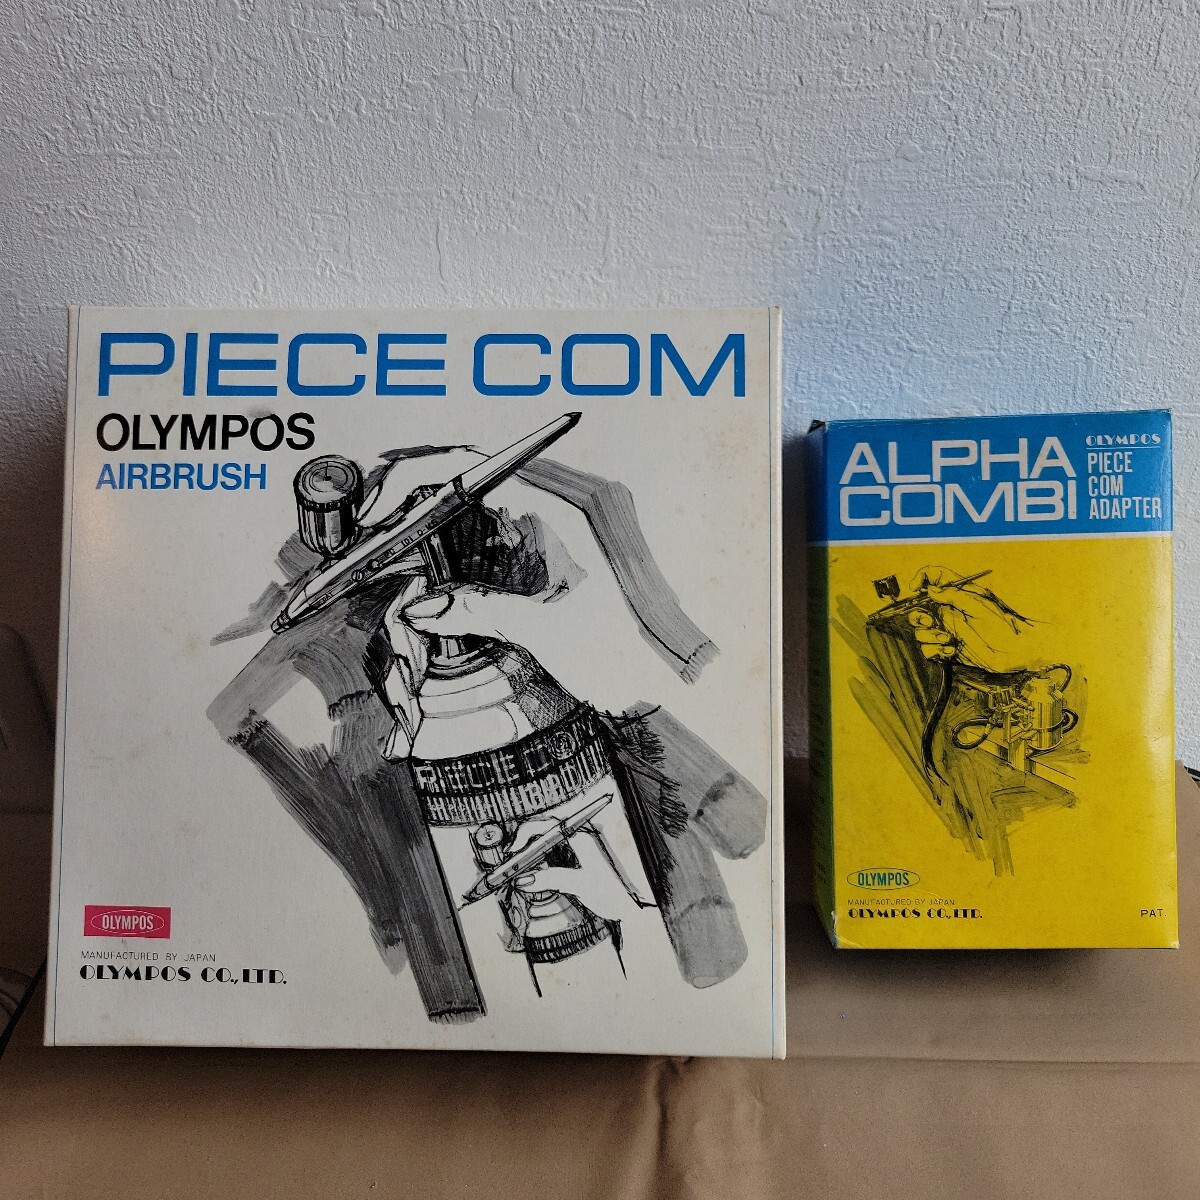 PIECE COM
OLYMPOS
AIRBRUSH
OLYMPOS
MANUFACTURED BY JAPAN
OLYMPOS CO., LTD.
ALPHA
COMBI
OLYMPOS
PIECE
COM
ADAPTER
OLYMPOS
MANUFACTURED BY JAPAN
OLYMPOS CO., LTD.
PAT.